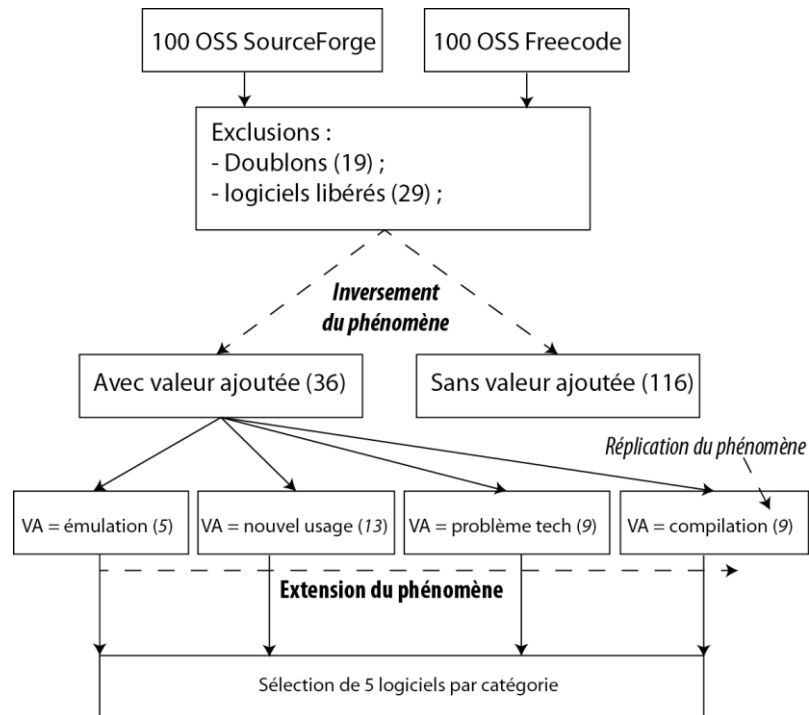 100 OSS SourceForge
100 OSS Freecode
Exclusions :
- Doublons (19) ;
- logiciels libérés (29) ;
Inversement
du phénomène
Avec valeur ajoutée (36)
Sans valeur ajoutée (116)
Réplication du phénomène
VA = émulation (5)
VA = nouvel usage (13)
VA = problème tech (9)
VA = compilation (9)
Extension du phénomène
Sélection de 5 logiciels par catégorie